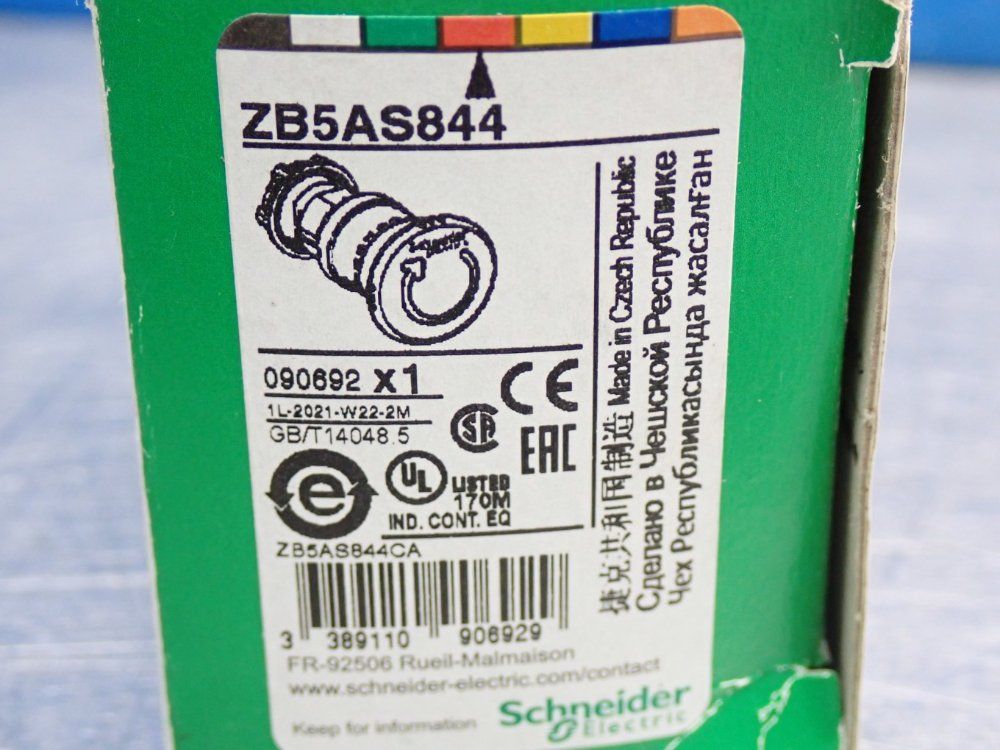 ZB5AS844
090692 x1
1L-2021-W22-2M
GB/T14048.5
CE
SA
EAC
e
UL
LISTED
170M
IND. CONT. EQ
捷克共和国制造 Made in Czech Republic
Сделано в Чешской Республике
Чех Республикасында жасалған
ZB5AS844CA
3 389110 906929
FR-92506 Rueil-Malmaison
www.schneider-electric.com/contact
Keep for information
Schneider
Electric